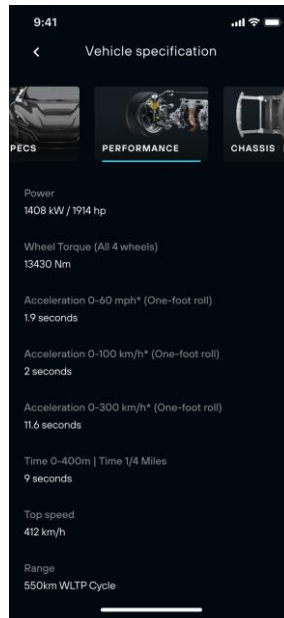 9:41
Vehicle specification
PECS
PERFORMANCE
CHASSIS
Power
1408 kW / 1914 hp
Wheel Torque (All 4 wheels)
13430 Nm
Acceleration 0-60 mph* (One-foot roll)
1.9 seconds
Acceleration 0-100 km/h* (One-foot roll)
2 seconds
Acceleration 0-300 km/h* (One-foot roll)
11.6 seconds
Time 0-400m | Time 1/4 Miles
9 seconds
Top speed
412 km/h
Range
550km WLTP Cycle